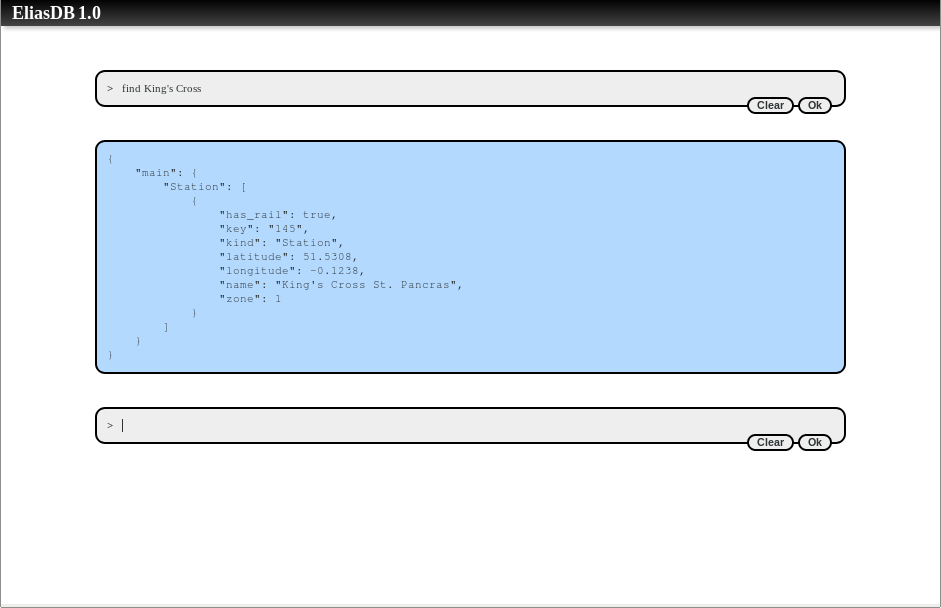 EliasDB 1.0
> find King's Cross
Clear Ok
{
    "main": {
        "Station": [
            {
                "has_rail": true,
                "key": "145",
                "kind": "Station",
                "latitude": 51.5308,
                "longitude": -0.1238,
                "name": "King's Cross St. Pancras",
                "zone": 1
            }
        ]
    }
}
>
Clear Ok